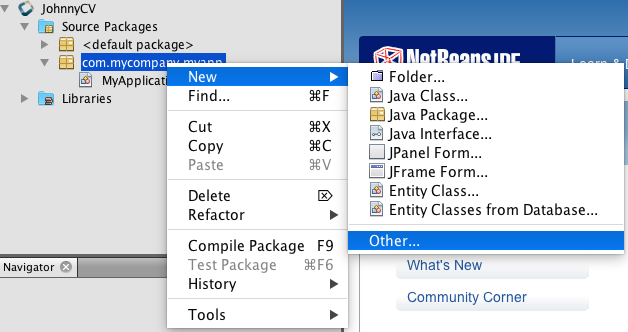 JohnnyCV
Source Packages
<default package>
com.mycompany.myapp
MyApplicati
Libraries
Navigator
New
Find... ⌘F
Cut ⌘X
Copy ⌘C
Paste ⌘V
Delete ⌦
Refactor
Compile Package F9
Test Package ⌘F6
History
Tools
NetBeans IDE
Learn &
Folder...
Java Class...
Java Package...
Java Interface...
JPanel Form...
JFrame Form...
Entity Class...
Entity Classes from Database...
Other...
What's New
Community Corner